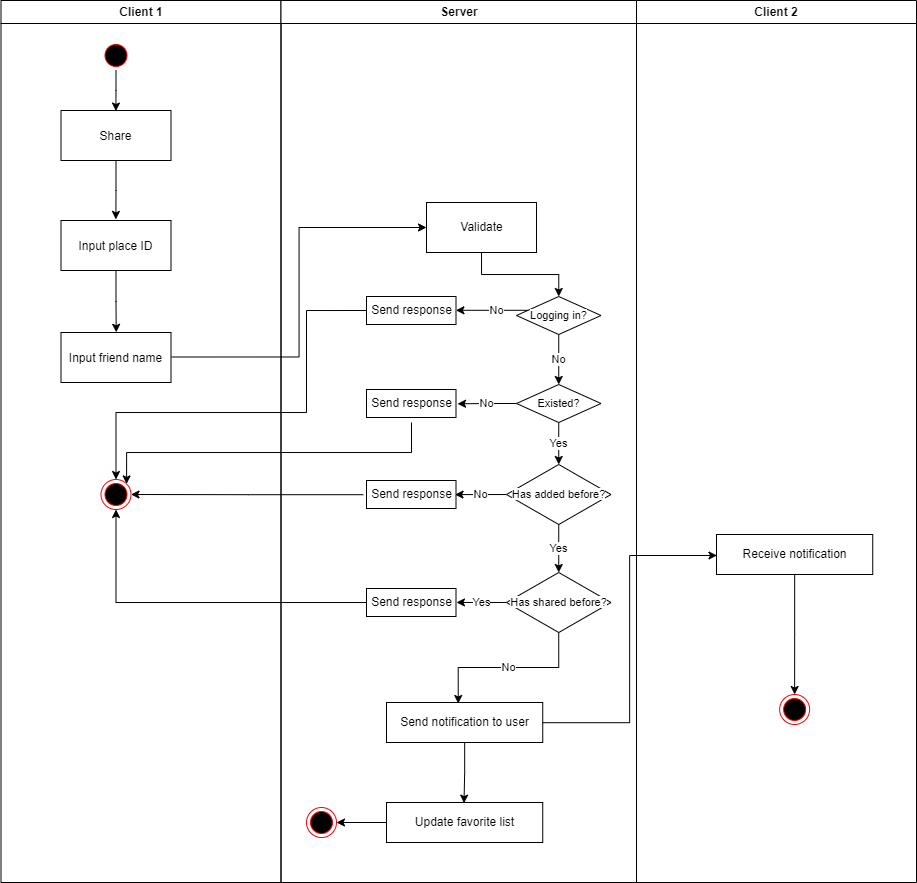 Client 1
Server
Client 2
Share
Input place ID
Input friend name
Validate
Send response
No
Logging in?
No
Send response
No
Existed?
Yes
Send response
No
Has added before?
Yes
Send response
Yes
Has shared before?
No
Receive notification
Send notification to user
Update favorite list